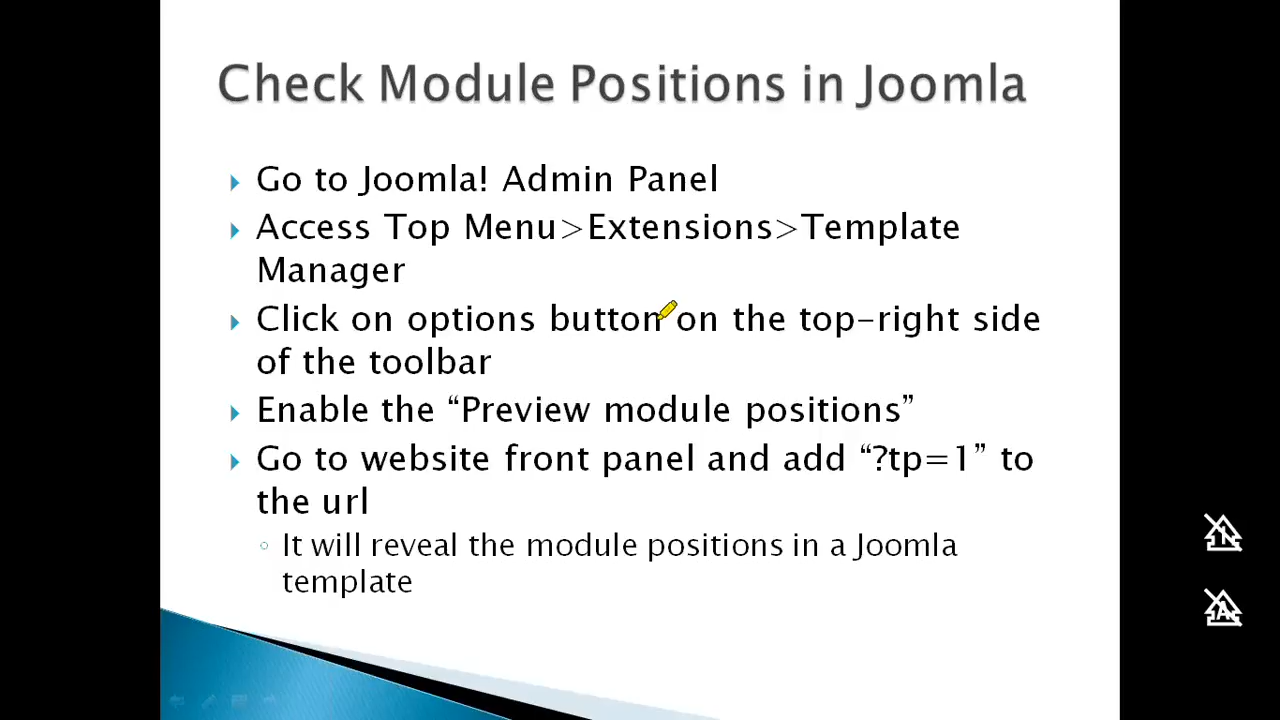 Check Module Positions in Joomla
Go to Joomla! Admin Panel
Access Top Menu>Extensions>Template
Manager
Click on options button on the top-right side
of the toolbar
Enable the “Preview module positions”
Go to website front panel and add “?tp=1” to
the url
It will reveal the module positions in a Joomla
template
1
A